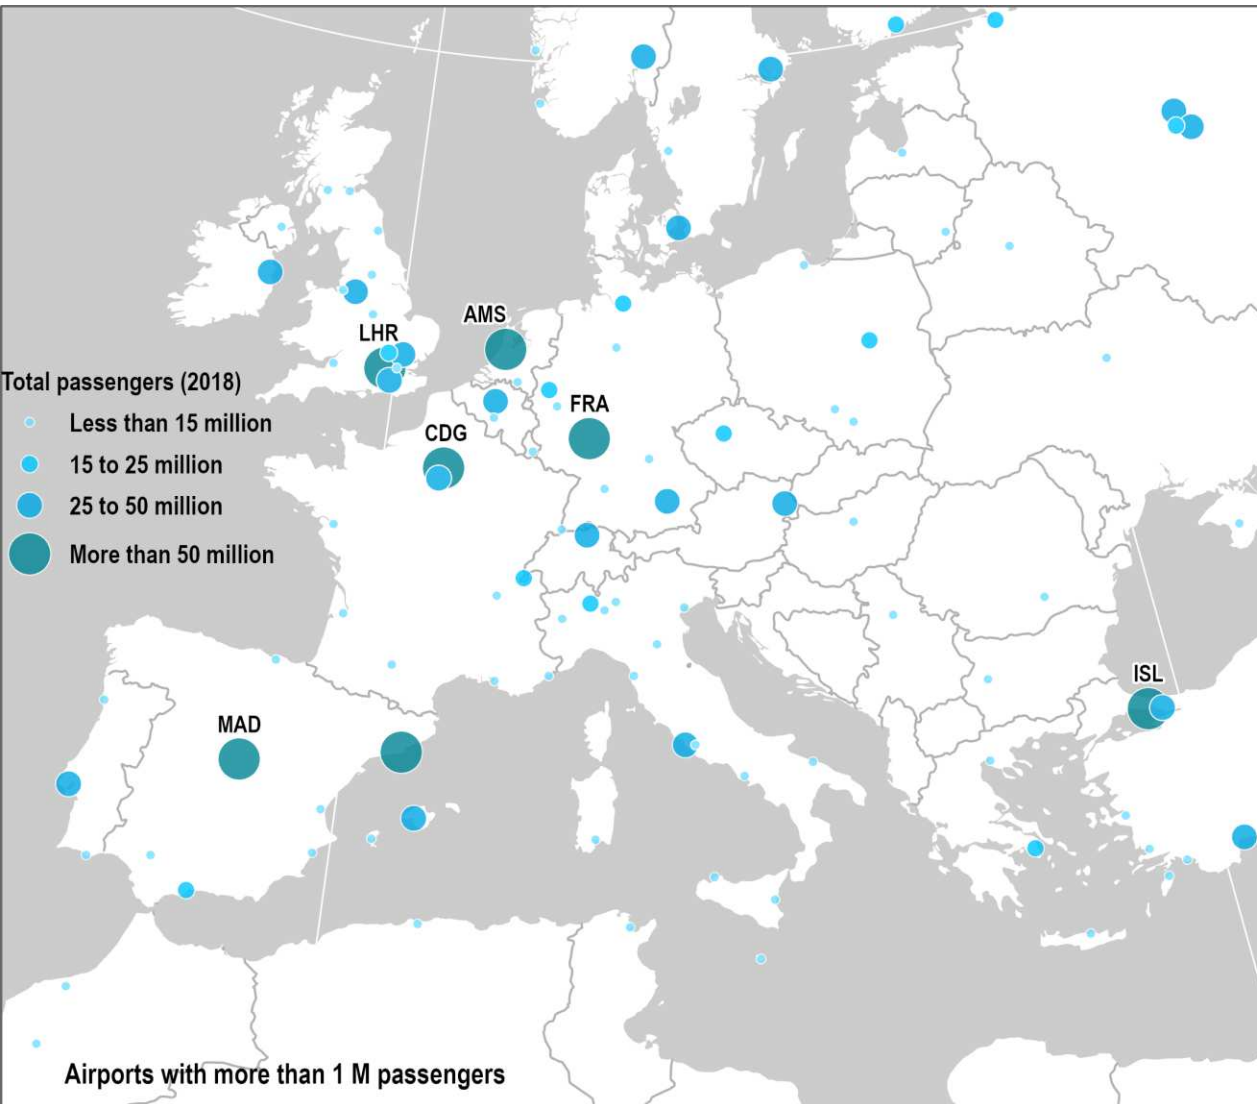 AMS
LHR
Total passengers (2018)
FRA
Less than 15 million
CDG
15 to 25 million
25 to 50 million
More than 50 million
ISL
MAD
Airports with more than 1 M passengers